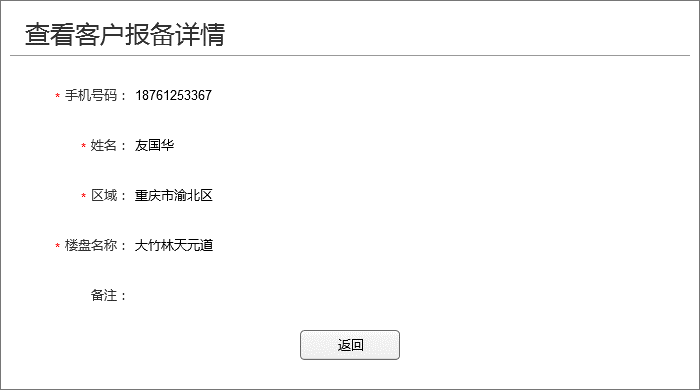 查看客户报备详情
* 手机号码： 18761253367
* 姓名： 友国华
* 区域： 重庆市渝北区
* 楼盘名称： 大竹林天元道
备注：
返回